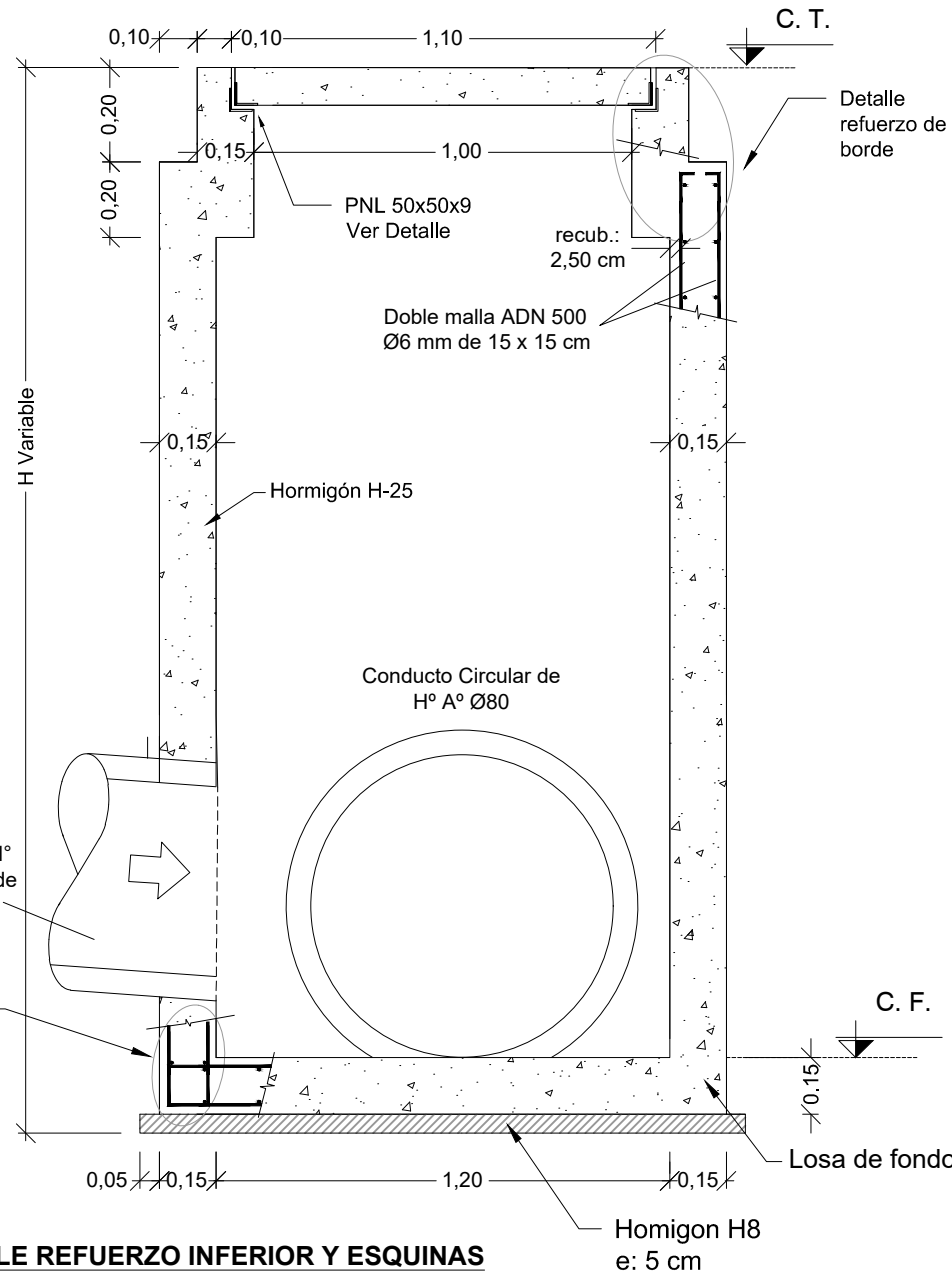 C. T.
0,10
0,10
1,10
0,20
Detalle
refuerzo de
borde
0,15
1,00
0,20
PNL 50x50x9
Ver Detalle
recub.:
2,50 cm
Doble malla ADN 500
Ø6 mm de 15 x 15 cm
H Variable
0,15
0,15
Hormigón H-25
Conducto Circular de
Hº Aº Ø80
de
C. F.
0.15
Losa de fondo
0,05
0,15
1,20
0,15
Homigon H8
e: 5 cm
LE REFUERZO INFERIOR Y ESQUINAS